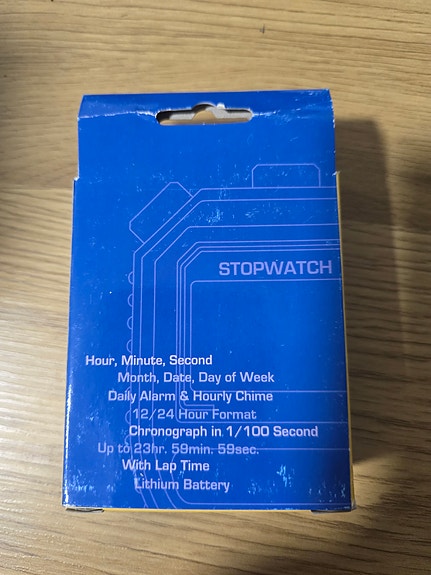 STOPWATCH
Hour, Minute, Second
Month, Date, Day of Week
Daily Alarm & Hourly Chime
12/24 Hour Format
Chronograph in 1/100 Second
Up to 23hr. 59min. 59sec.
With Lap Time
Lithium Battery